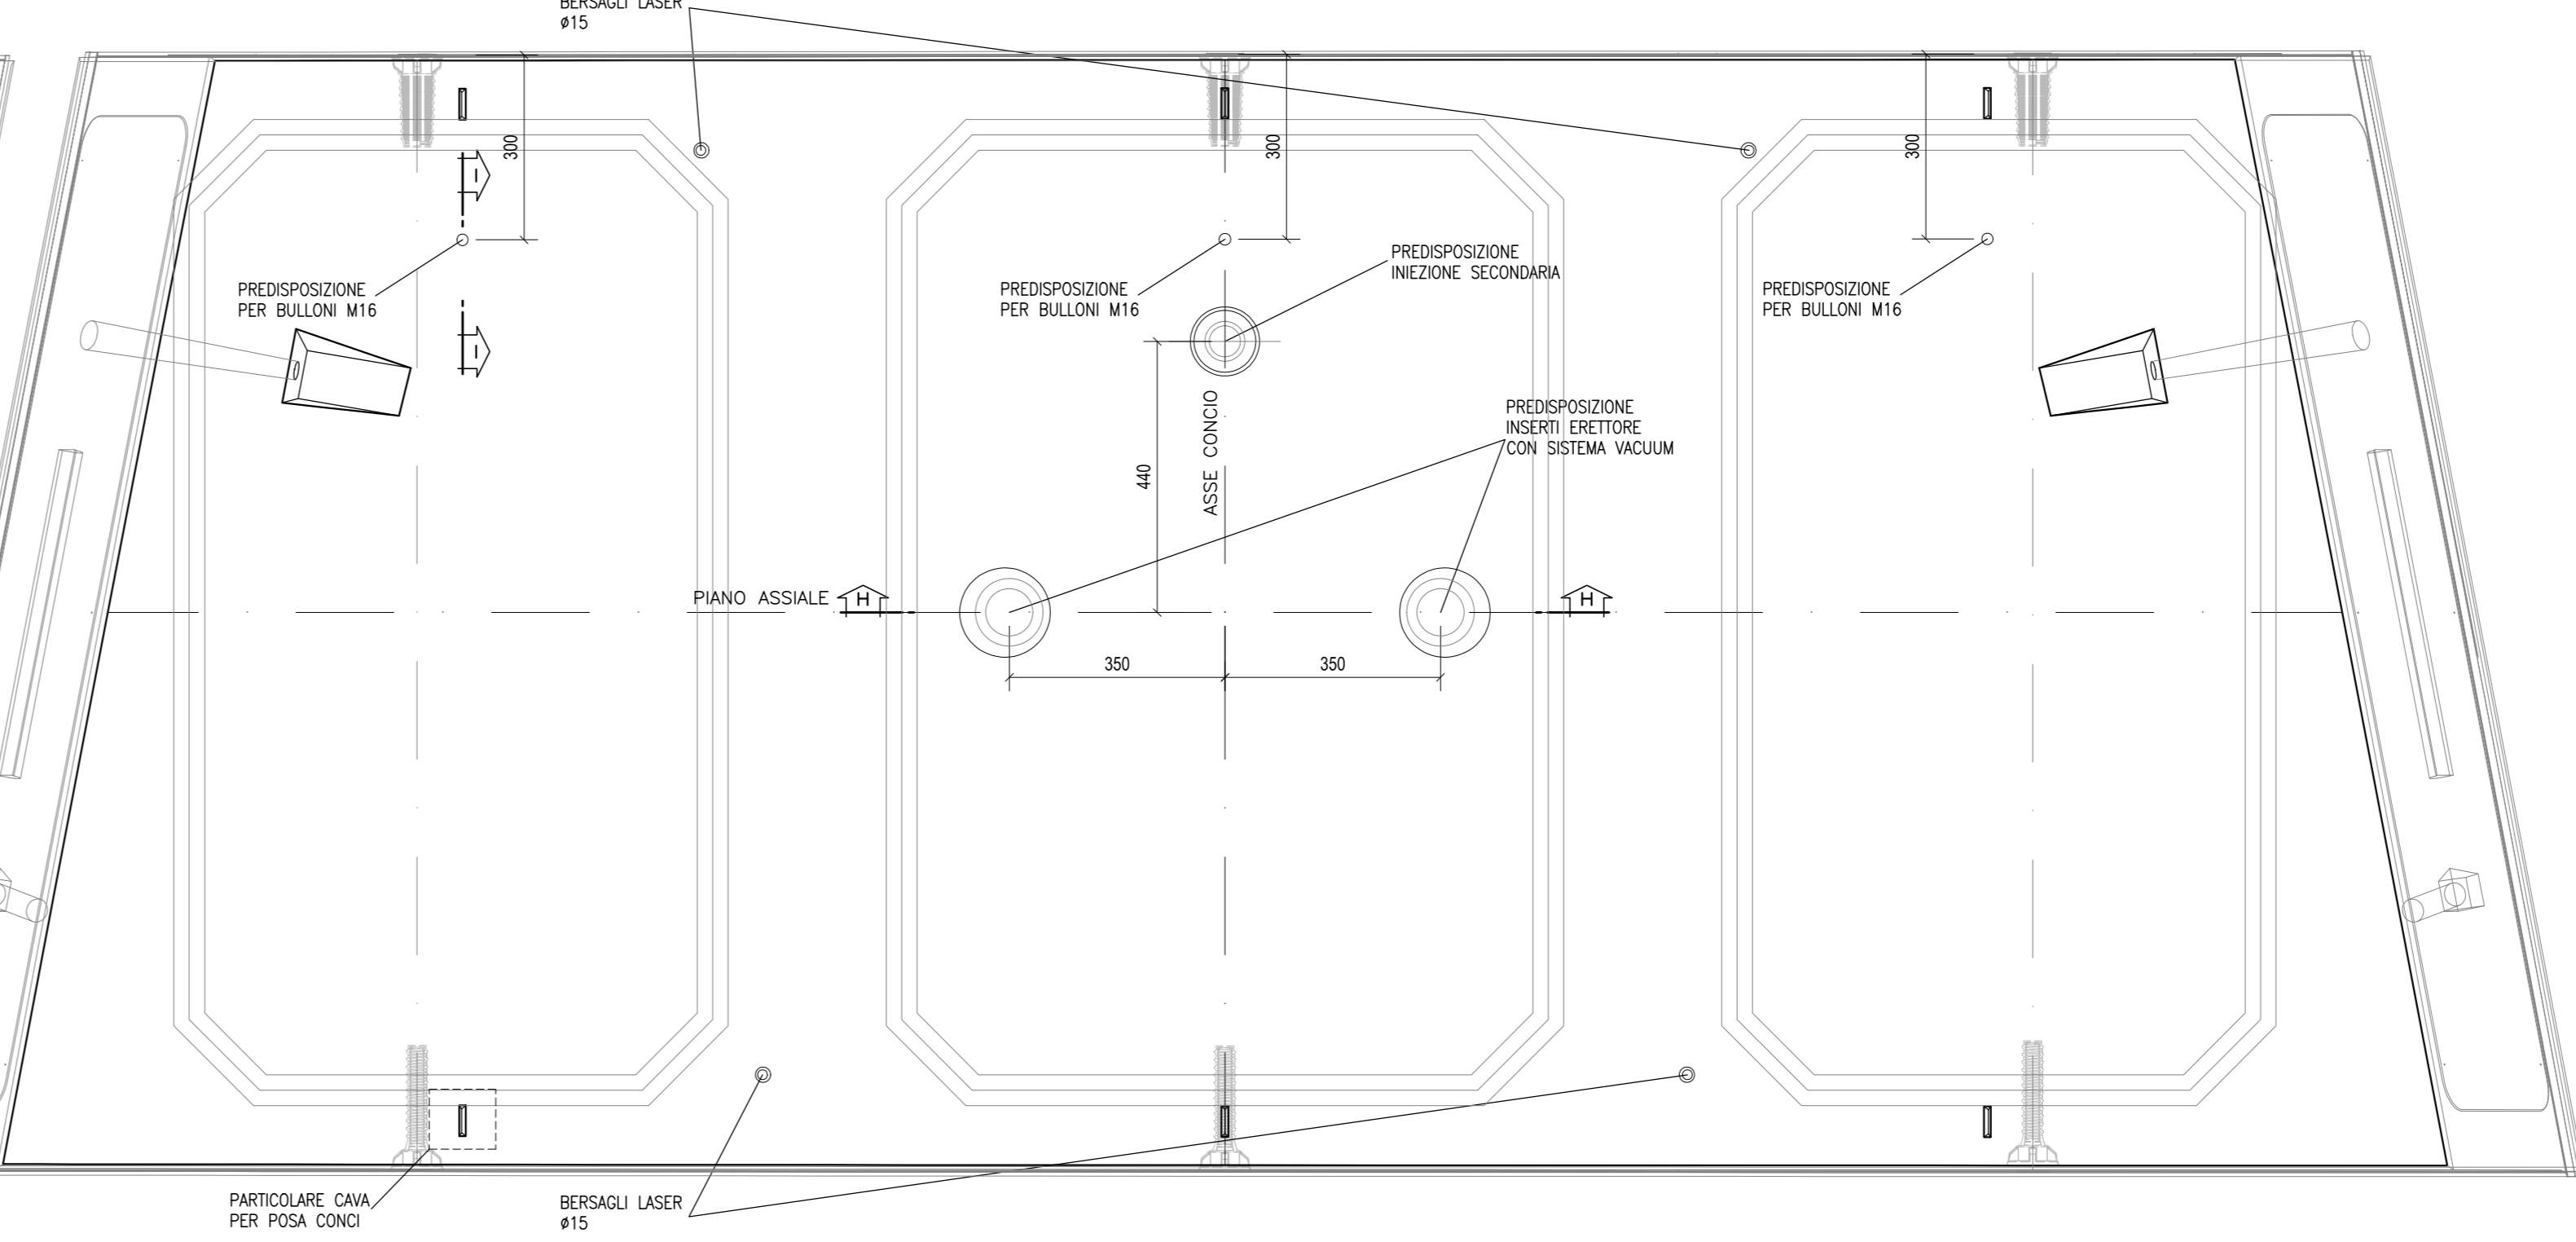 BERSAGLI LASER
ø15
300
300
300
I
PREDISPOSIZIONE
PER BULLONI M16
PREDISPOSIZIONE
PER BULLONI M16
PREDISPOSIZIONE
INIEZIONE SECONDARIA
PREDISPOSIZIONE
PER BULLONI M16
I
ASSE CONCIO
440
PREDISPOSIZIONE
INSERTI ERETTORE
CON SISTEMA VACUUM
PIANO ASSIALE
H
H
350
350
PARTICOLARE CAVA
PER POSA CONCI
BERSAGLI LASER
ø15